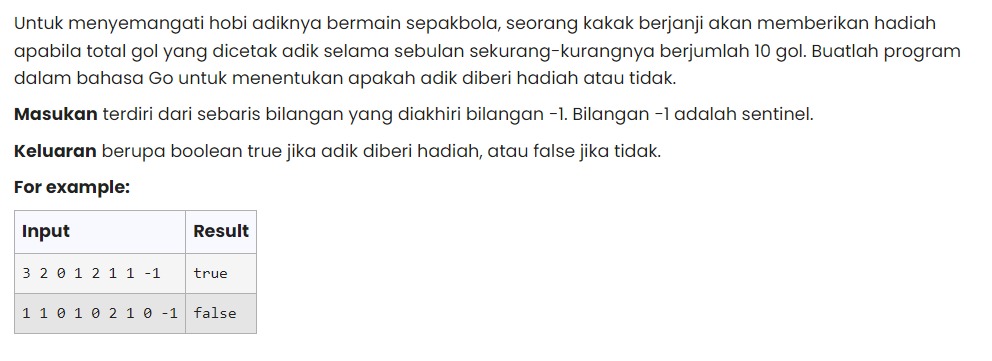 Untuk menyemangati hobi adiknya bermain sepakbola, seorang kakak berjanji akan memberikan hadiah
apabila total gol yang dicetak adik selama sebulan sekurang-kurangnya berjumlah 10 gol. Buatlah program
dalam bahasa Go untuk menentukan apakah adik diberi hadiah atau tidak.
Masukan terdiri dari sebaris bilangan yang diakhiri bilangan -1. Bilangan -1 adalah sentinel.
Keluaran berupa boolean true jika adik diberi hadiah, atau false jika tidak.
For example:
Input Result
3 2 0 1 2 1 1 -1 true
1 1 0 1 0 2 1 0 -1 false